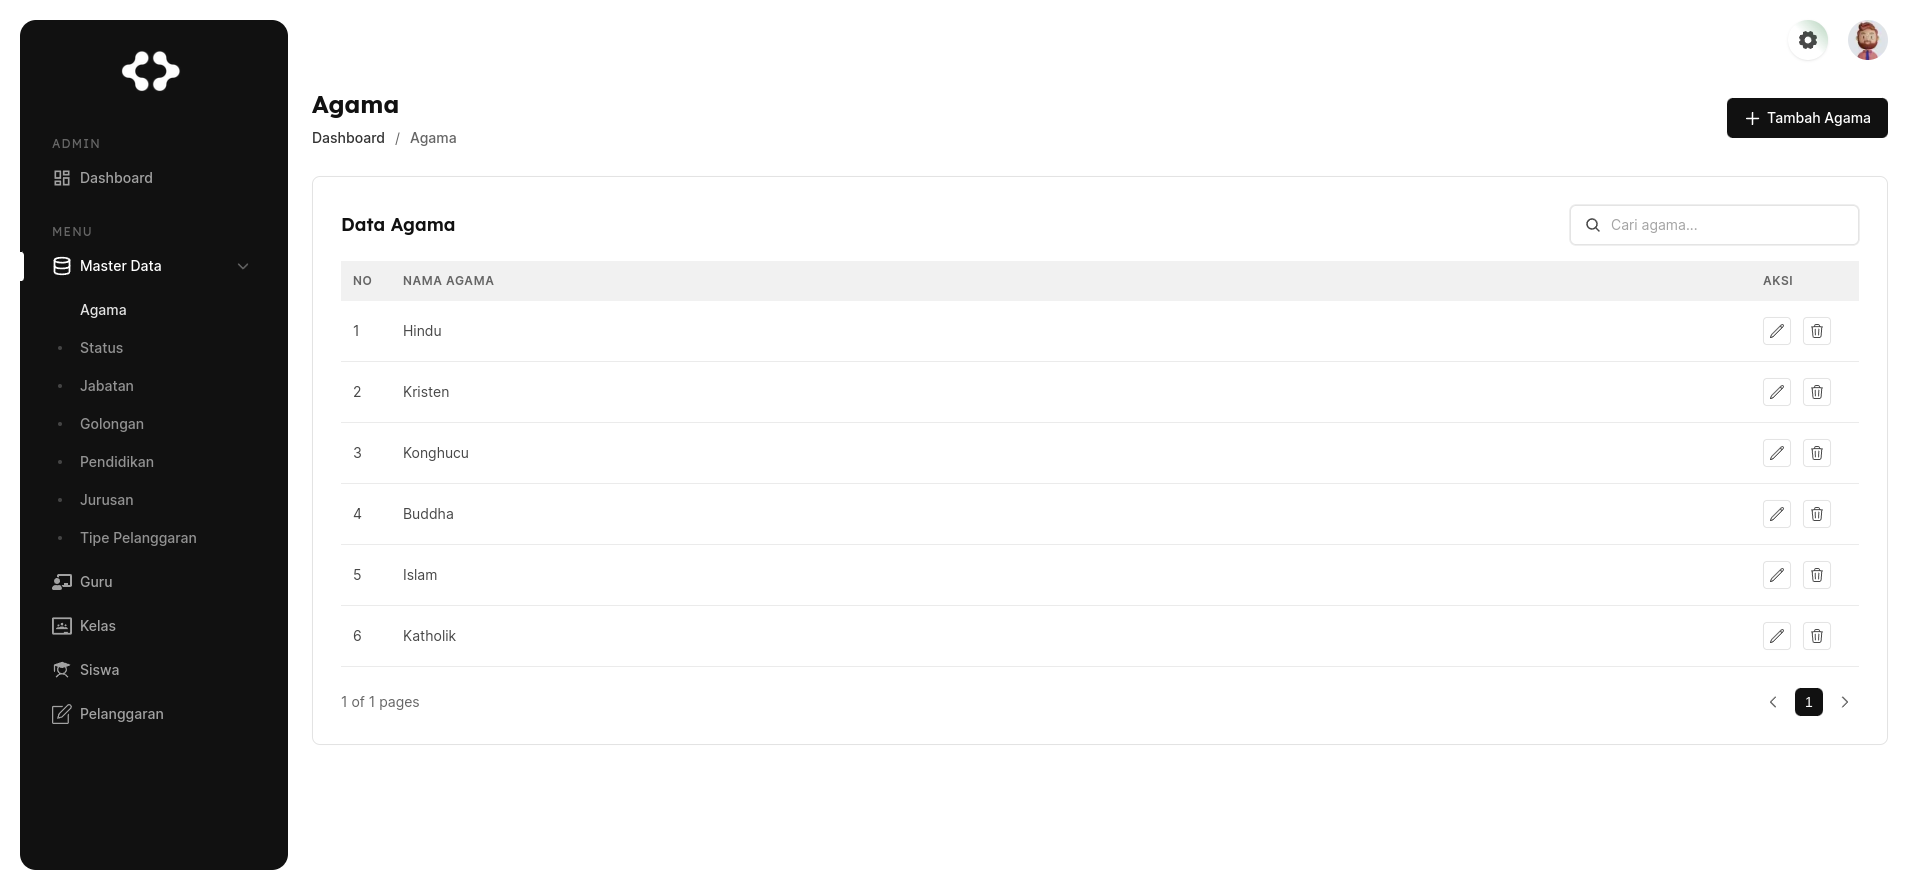 ADMIN
Dashboard
MENU
Master Data
Agama
Status
Jabatan
Golongan
Pendidikan
Jurusan
Tipe Pelanggaran
Guru
Kelas
Siswa
Pelanggaran
Agama
Dashboard / Agama
Tambah Agama
Data Agama
Cari agama...
NO NAMA AGAMA AKSI
1 Hindu
2 Kristen
3 Konghucu
4 Buddha
5 Islam
6 Katholik
1 of 1 pages
1